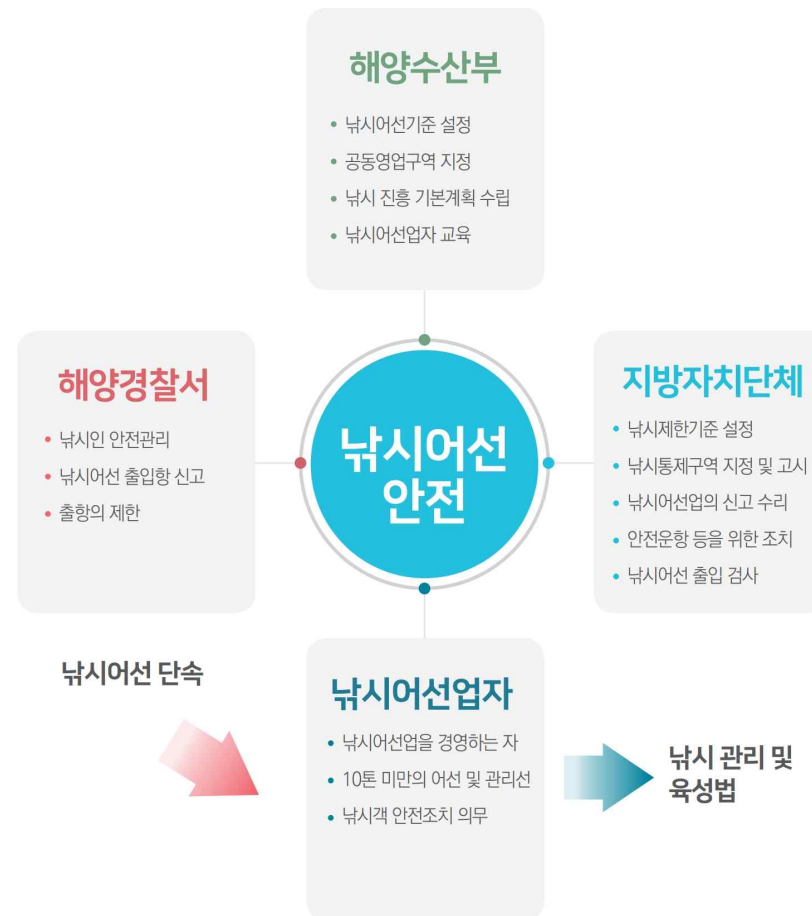 해양수산부
• 낚시어선기준 설정
• 공동영업구역 지정
• 낚시 진흥 기본계획 수립
• 낚시어선업자 교육
해양경찰서
• 낚시인 안전관리
• 낚시어선 출입항 신고
• 출항의 제한
낚시어선
안전
지방자치단체
• 낚시제한기준 설정
• 낚시통제구역 지정 및 고시
• 낚시어선업의 신고 수리
• 안전운항 등을 위한 조치
• 낚시어선 출입 검사
낚시어선 단속
낚시어선업자
• 낚시어선업을 경영하는 자
• 10톤 미만의 어선 및 관리선
• 낚시객 안전조치 의무
낚시 관리 및
육성법